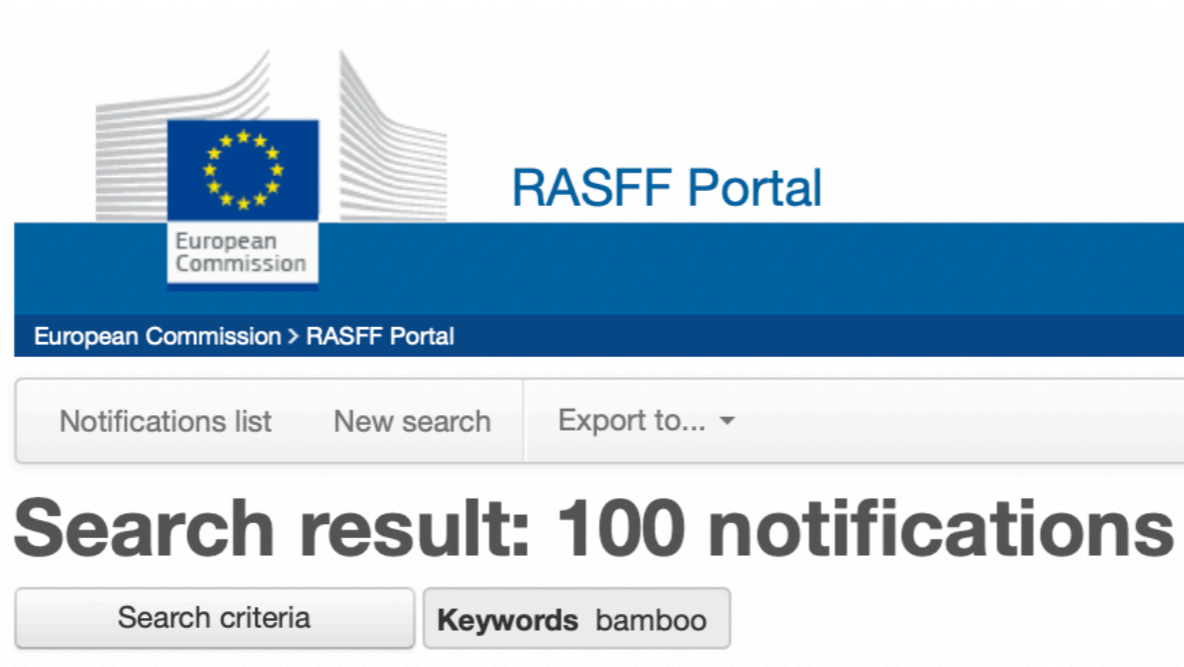 RASFF Portal
European
Commission
European Commission > RASFF Portal
Notifications list New search Export to...
Search result: 100 notifications
Search criteria Keywords bamboo